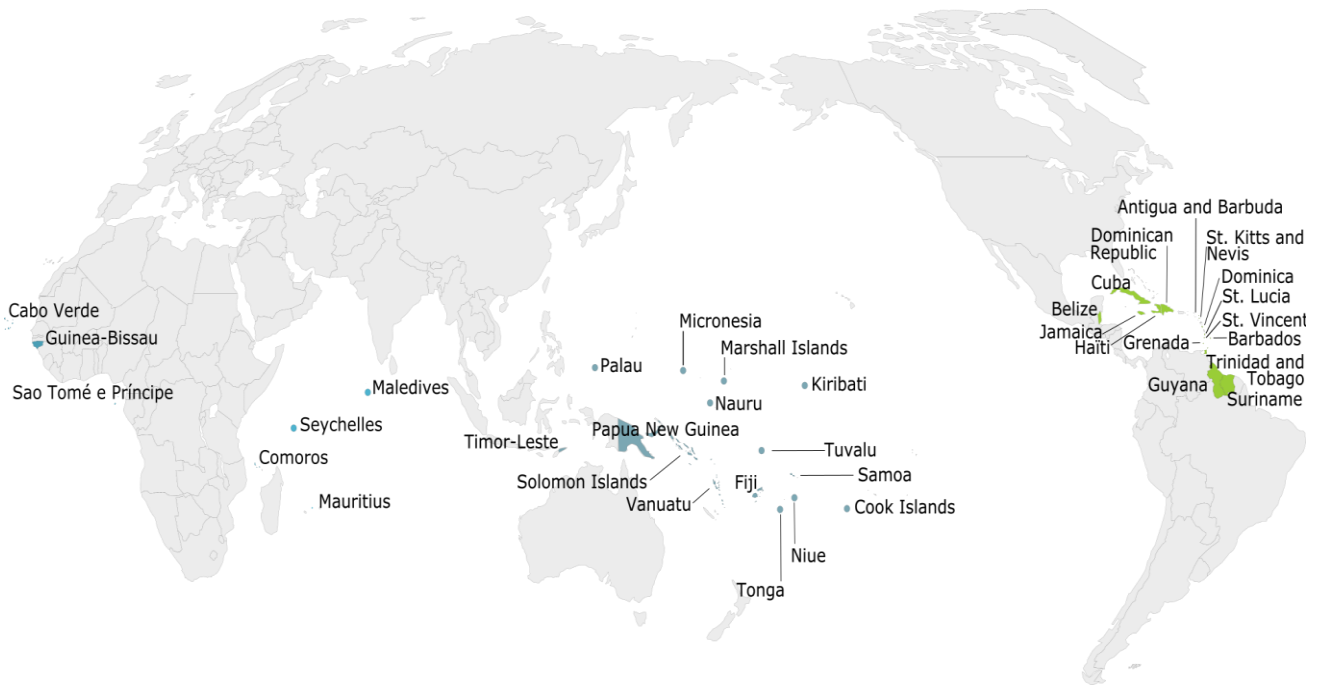 Antigua and Barbuda
Dominican
Republic
St. Kitts and
Nevis
Cuba
Dominica
St. Lucia
Belize
St. Vincent
Jamaica
Haïti
Grenada
Barbados
Trinidad and
Tobago
Guyana
Suriname
Cabo Verde
Guinea-Bissau
Sao Tomé e Príncipe
Maledives
Seychelles
Comoros
Mauritius
Micronesia
Marshall Islands
Palau
Kiribati
Nauru
Papua New Guinea
Timor-Leste
Tuvalu
Solomon Islands
Samoa
Vanuatu
Fiji
Cook Islands
Niue
Tonga